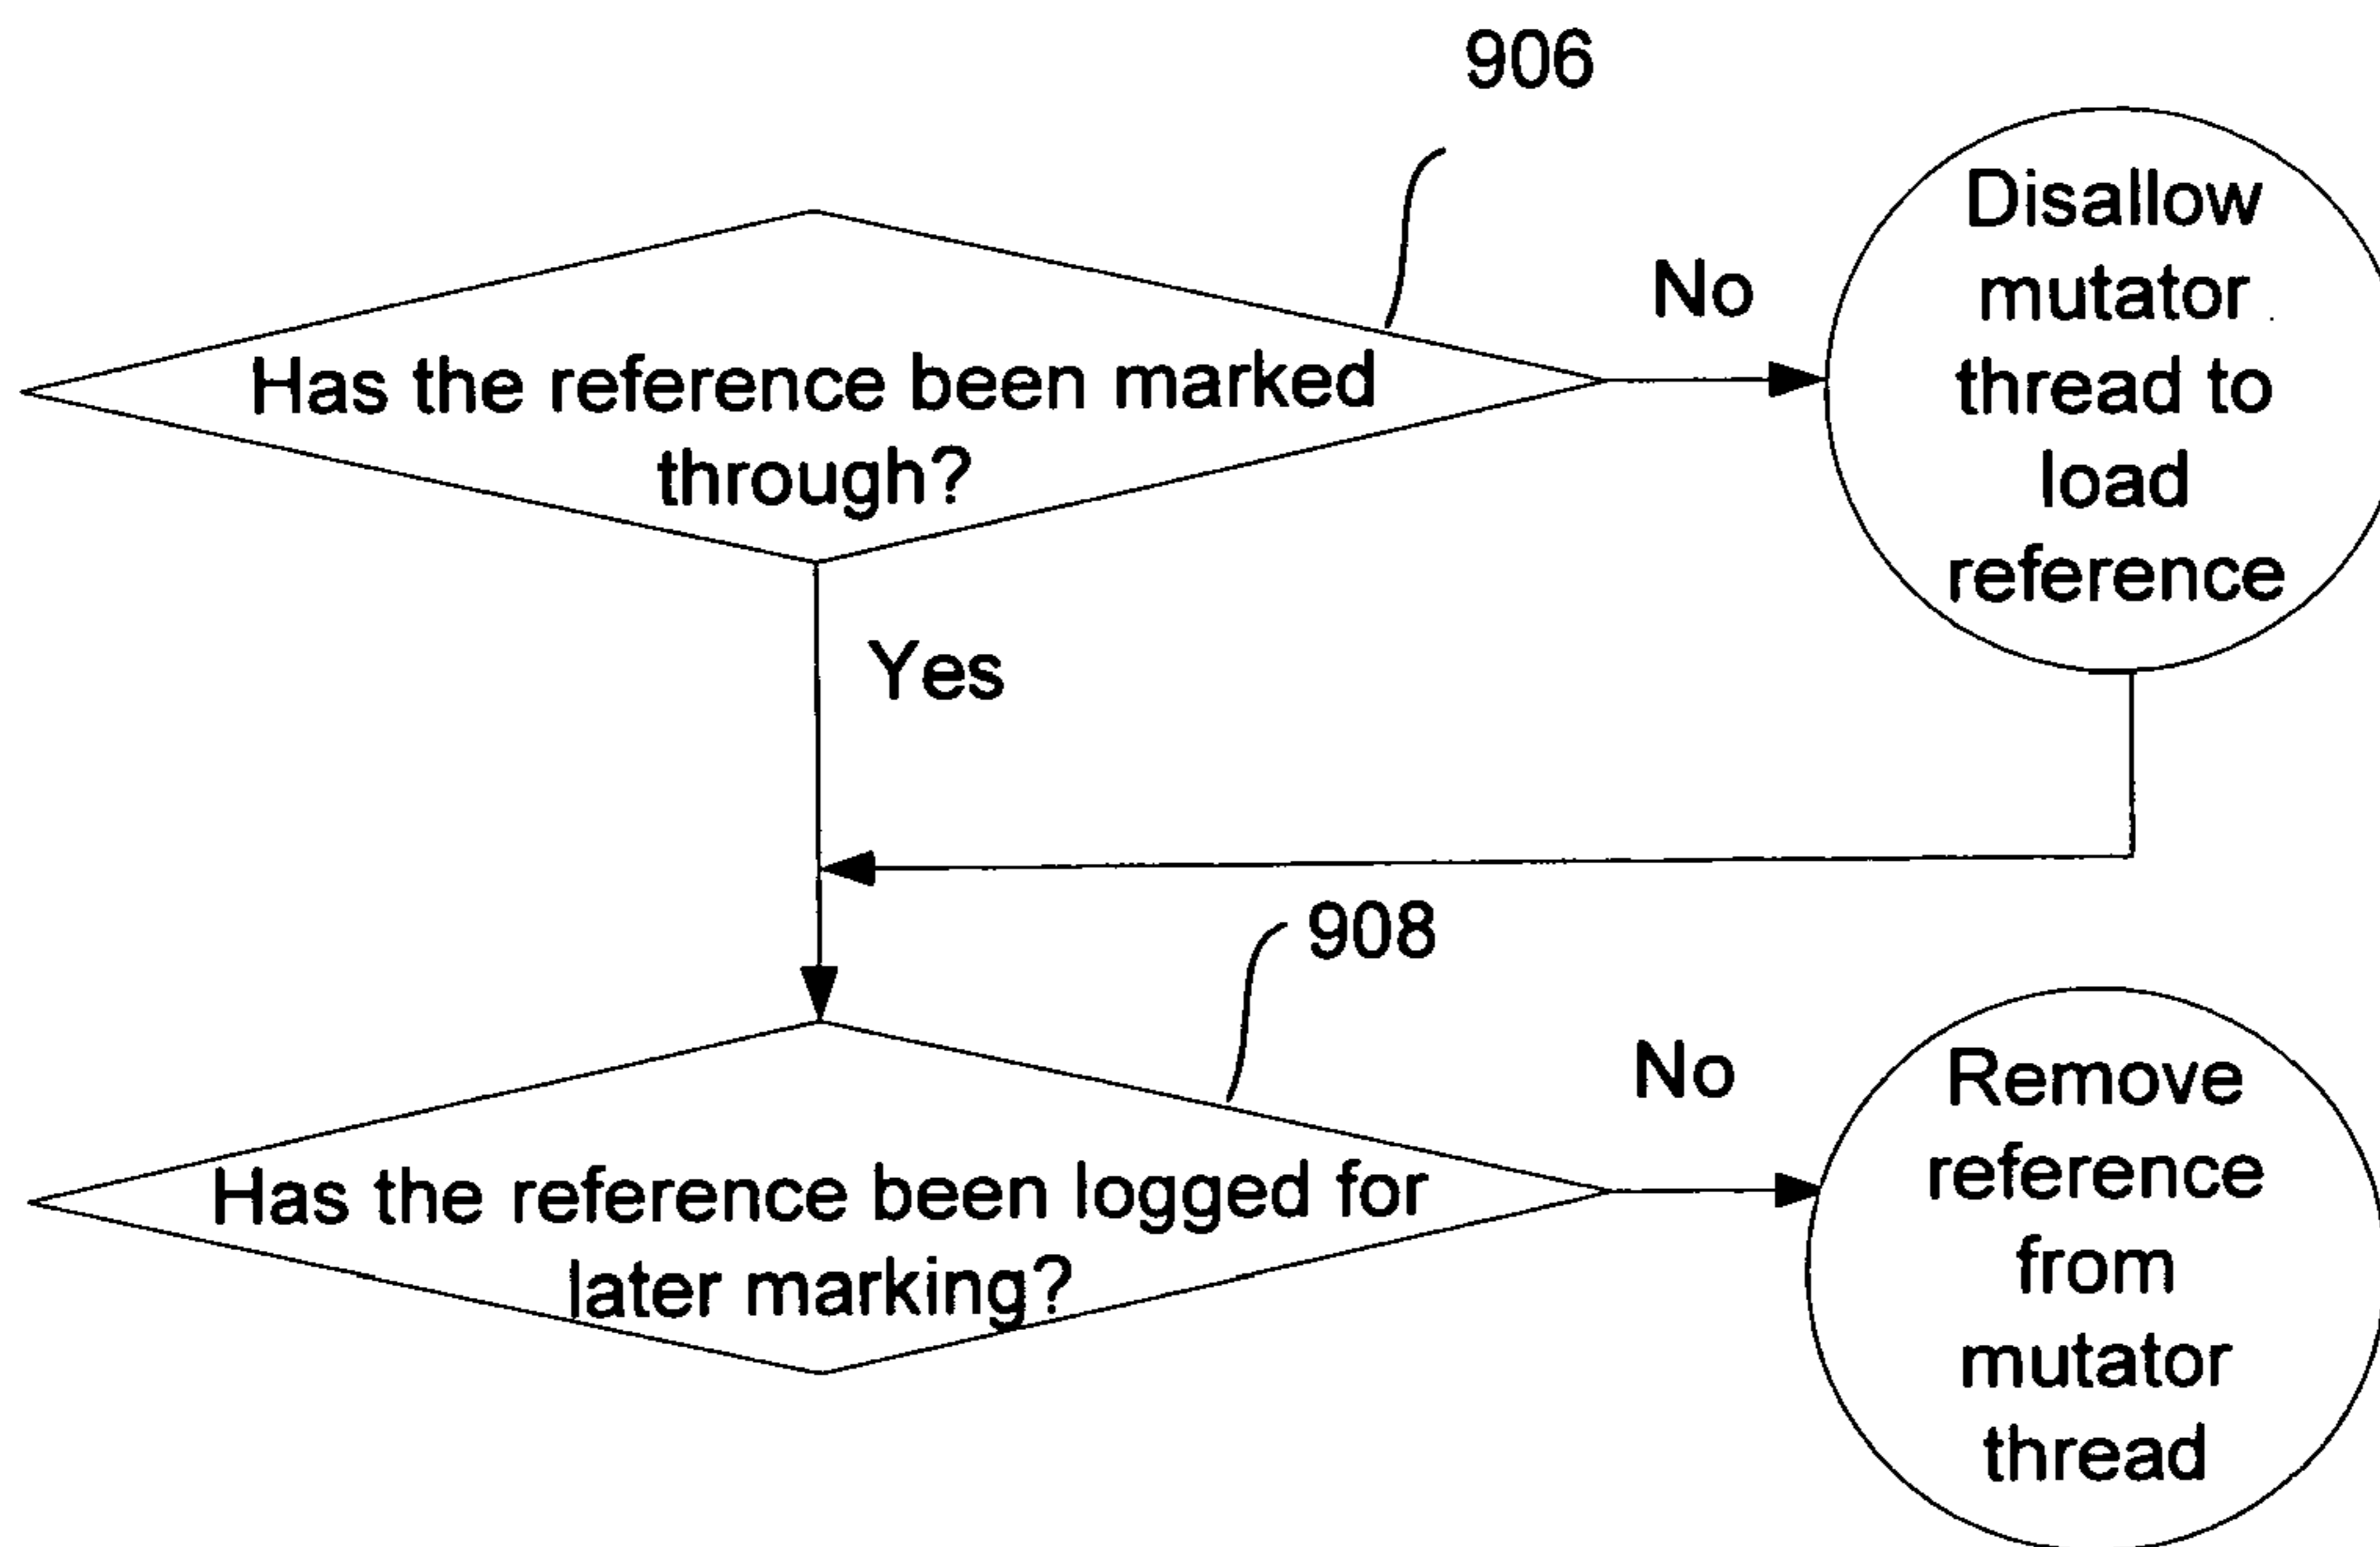 906
Has the reference been marked
through?
No
Disallow
mutator
thread to
load
reference
Yes
908
Has the reference been logged for
later marking?
No
Remove
reference
from
mutator
thread